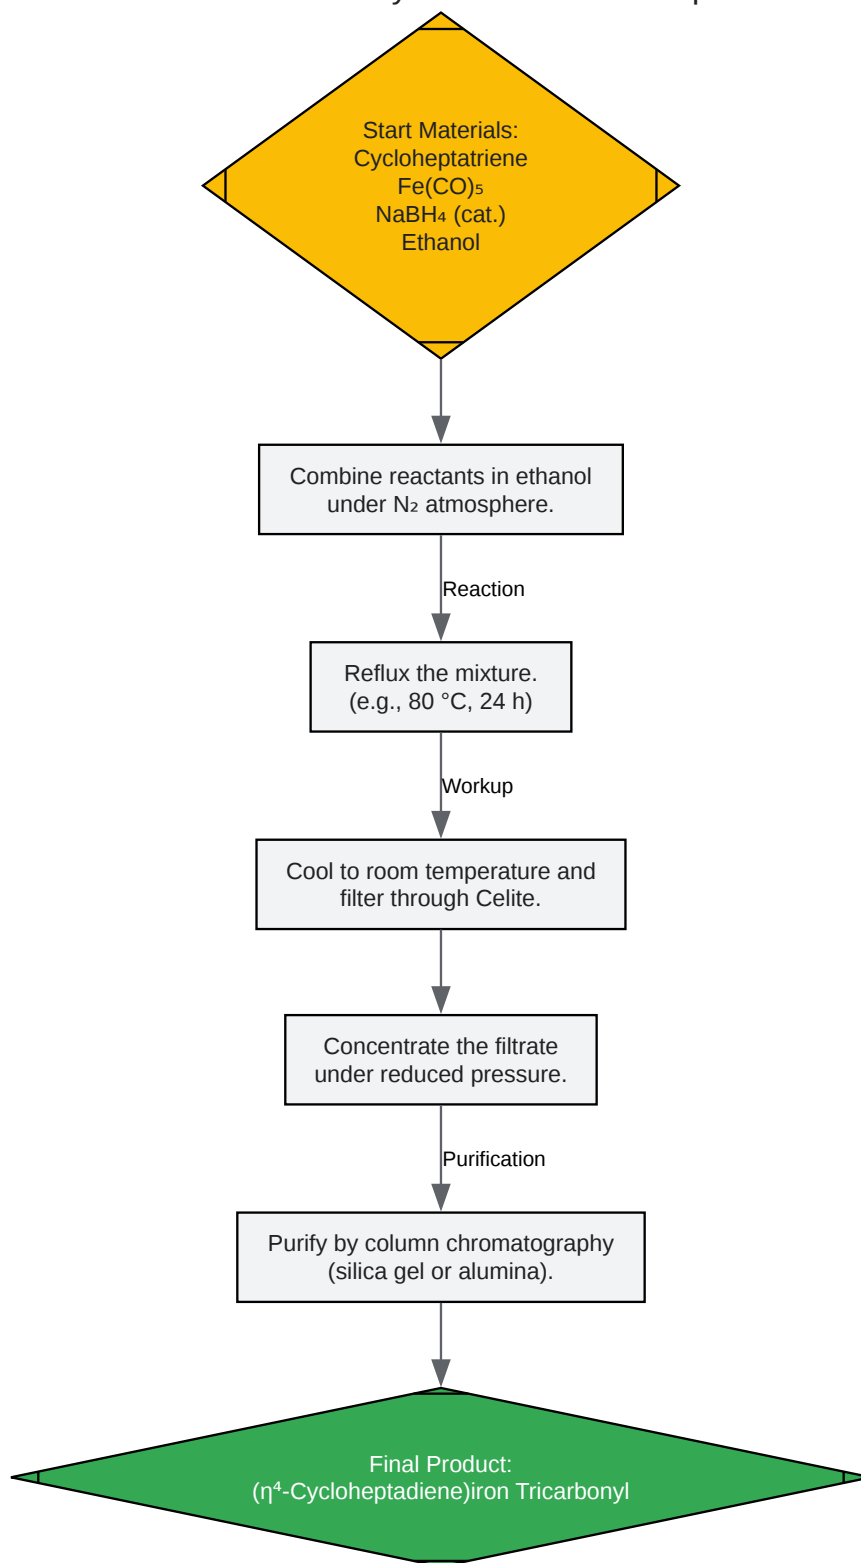 Start Materials:
Cycloheptatriene
Fe(CO)₅
NaBH₄ (cat.)
Ethanol
Combine reactants in ethanol
under N₂ atmosphere.
Reaction
Reflux the mixture.
(e.g., 80 °C, 24 h)
Workup
Cool to room temperature and
filter through Celite.
Concentrate the filtrate
under reduced pressure.
Purification
Purify by column chromatography
(silica gel or alumina).
Final Product:
(η⁴-Cycloheptadiene)iron Tricarbonyl